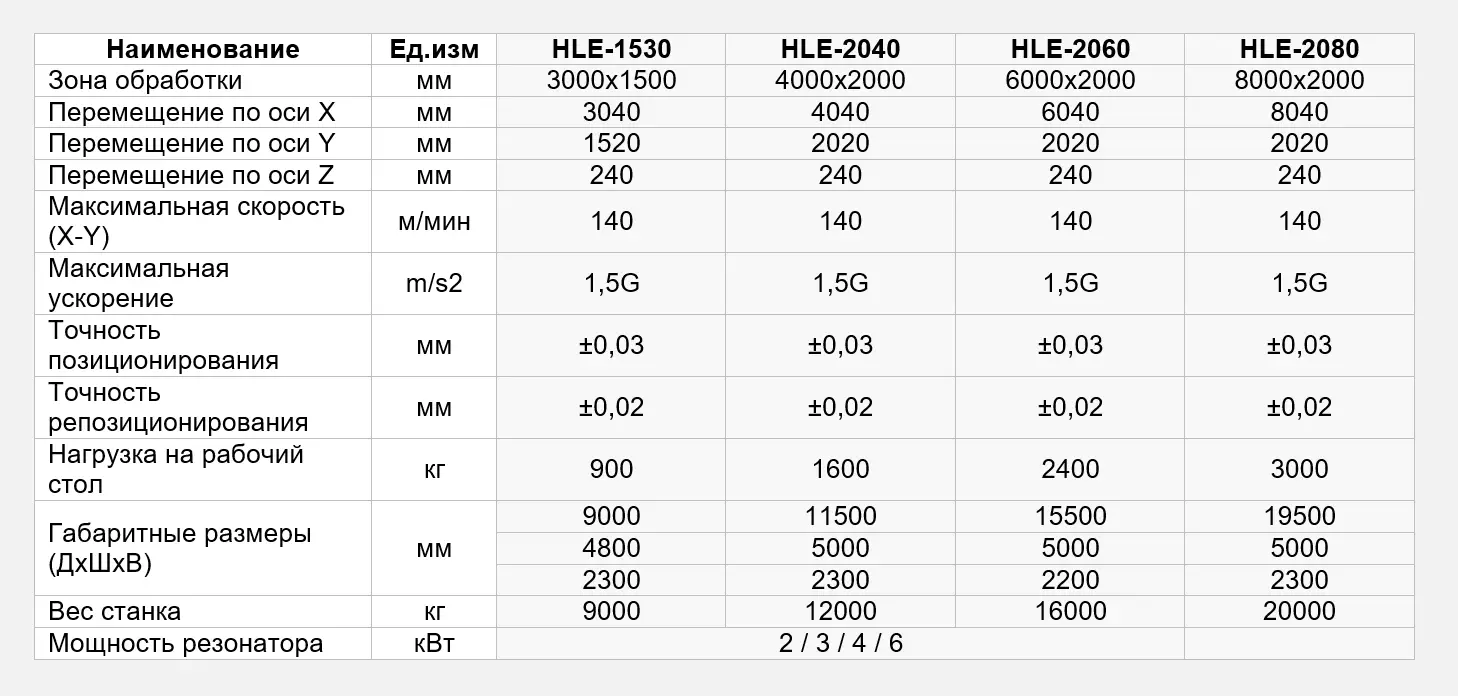 Наименование Ед.изм HLE-1530 HLE-2040 HLE-2060 HLE-2080
Зона обработки мм 3000x1500 4000x2000 6000x2000 8000x2000
Перемещение по оси X мм 3040 4040 6040 8040
Перемещение по оси Y мм 1520 2020 2020 2020
Перемещение по оси Z мм 240 240 240 240
Максимальная скорость
(X-Y) м/мин 140 140 140 140
Максимальная
ускорение m/s2 1,5G 1,5G 1,5G 1,5G
Точность
позиционирования мм ±0,03 ±0,03 ±0,03 ±0,03
Точность
репозиционирования мм ±0,02 ±0,02 ±0,02 ±0,02
Нагрузка на рабочий
стол кг 900 1600 2400 3000
Габаритные размеры
(ДхШхВ) мм
9000 11500 15500 19500
4800 5000 5000 5000
2300 2300 2200 2300
Вес станка кг 9000 12000 16000 20000
Мощность резонатора кВт 2 / 3 / 4 / 6